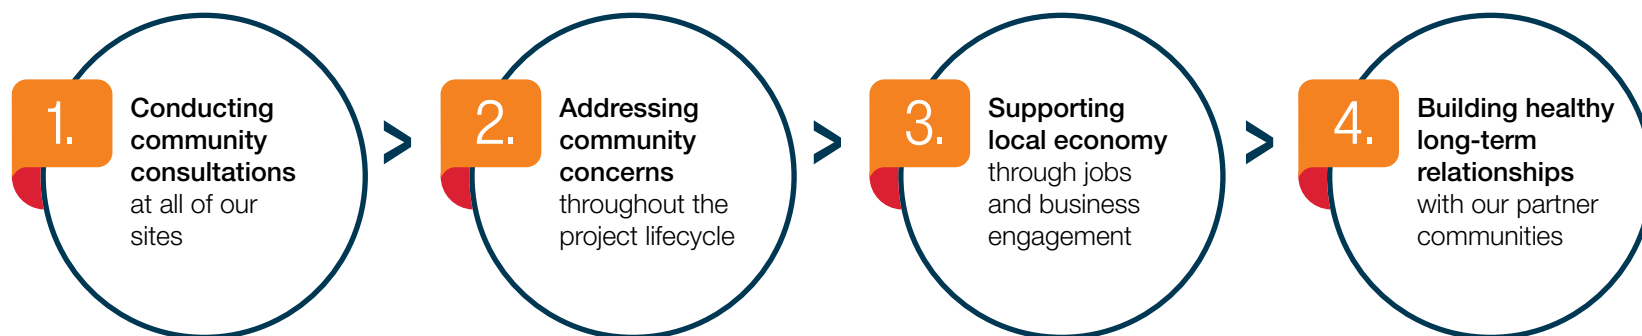 1.
Conducting
community
consultations
at all of our
sites
>
2.
Addressing
community
concerns
throughout the
project lifecycle
>
3.
Supporting
local economy
through jobs
and business
engagement
>
4.
Building healthy
long-term
relationships
with our partner
communities